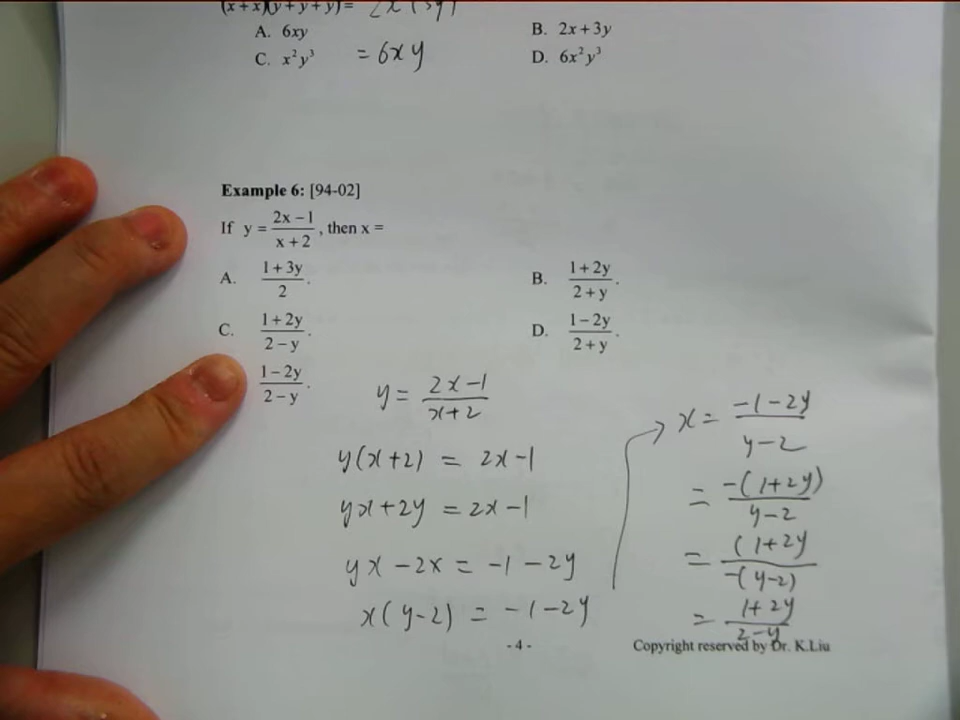 (x+x)(y+y+y)= 2x(3y)
A. 6xy B. 2x+3y
C. x²y³ = 6xy D. 6x²y³
Example 6: [94-02]
If y = (2x-1)/(x+2), then x =
A. (1+3y)/2. B. (1+2y)/(2+y).
C. (1+2y)/(2-y). D. (1-2y)/(2+y).
(1-2y)/(2-y).
y = (2x-1)/(x+2)
y(x+2) = 2x-1
yx+2y = 2x-1
yx-2x = -1-2y
x(y-2) = -1-2y
→ x = (-1-2y)/(y-2)
= -(1+2y)/(y-2)
= (1+2y/-(y-2)
= (1+2y)/(2-y)
- 4 - Copyright reserved by Dr. K.Liu